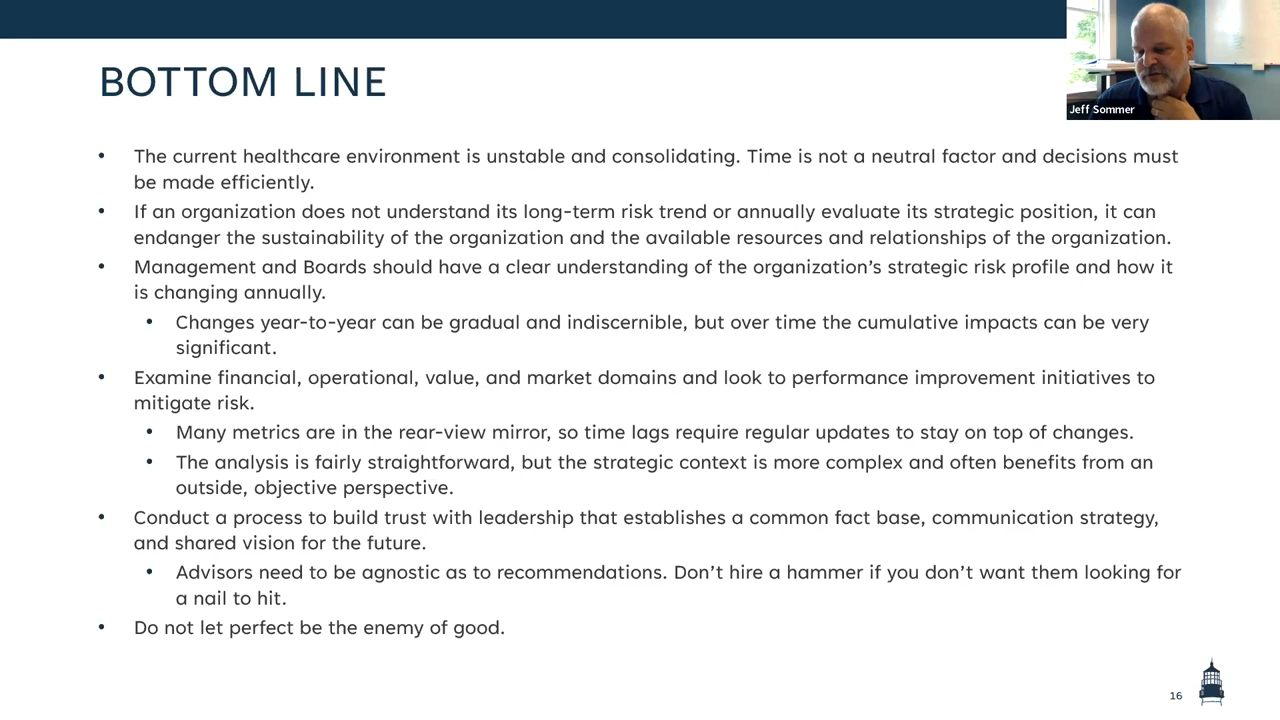 BOTTOM LINE
Jeff Sommer
• The current healthcare environment is unstable and consolidating. Time is not a neutral factor and decisions must
be made efficiently.
• If an organization does not understand its long-term risk trend or annually evaluate its strategic position, it can
endanger the sustainability of the organization and the available resources and relationships of the organization.
• Management and Boards should have a clear understanding of the organization’s strategic risk profile and how it
is changing annually.
• Changes year-to-year can be gradual and indiscernible, but over time the cumulative impacts can be very
significant.
• Examine financial, operational, value, and market domains and look to performance improvement initiatives to
mitigate risk.
• Many metrics are in the rear-view mirror, so time lags require regular updates to stay on top of changes.
• The analysis is fairly straightforward, but the strategic context is more complex and often benefits from an
outside, objective perspective.
• Conduct a process to build trust with leadership that establishes a common fact base, communication strategy,
and shared vision for the future.
• Advisors need to be agnostic as to recommendations. Don’t hire a hammer if you don’t want them looking for
a nail to hit.
• Do not let perfect be the enemy of good.
16